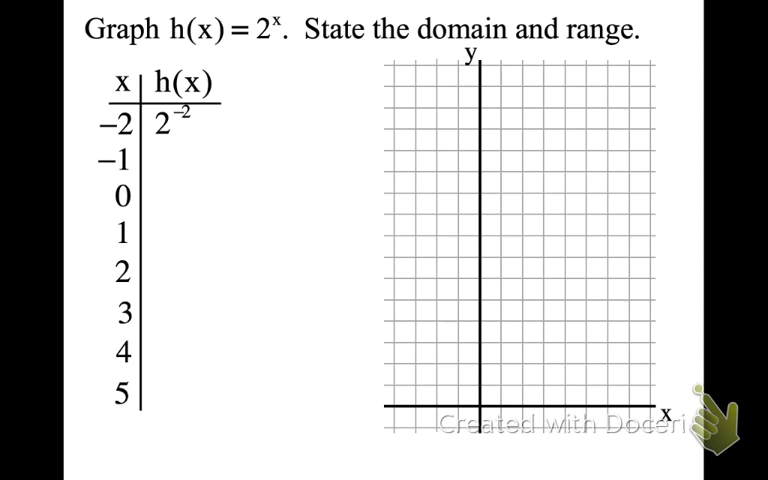 Graph h(x) = 2ˣ. State the domain and range.
y
x h(x)
–2 2⁻²
–1
0
1
2
3
4
5
x
Created with Doceri